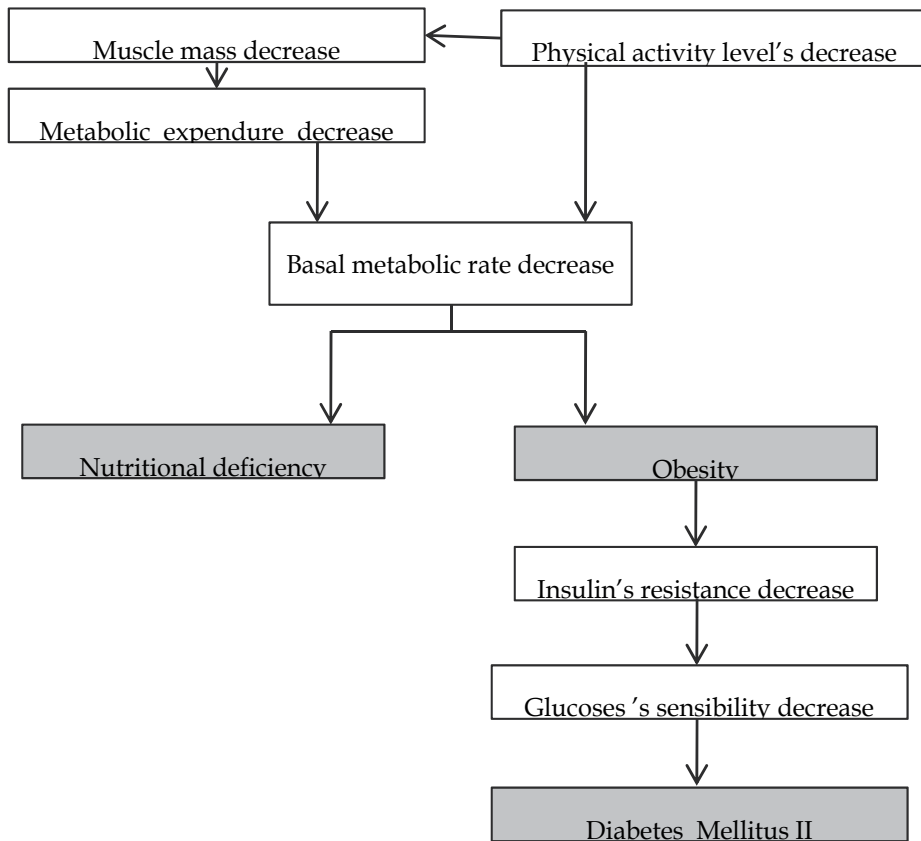 Muscle mass decrease
Physical activity level’s decrease
Metabolic expendure decrease
Basal metabolic rate decrease
Nutritional deficiency
Obesity
Insulin’s resistance decrease
Glucoses ’s sensibility decrease
Diabetes Mellitus II